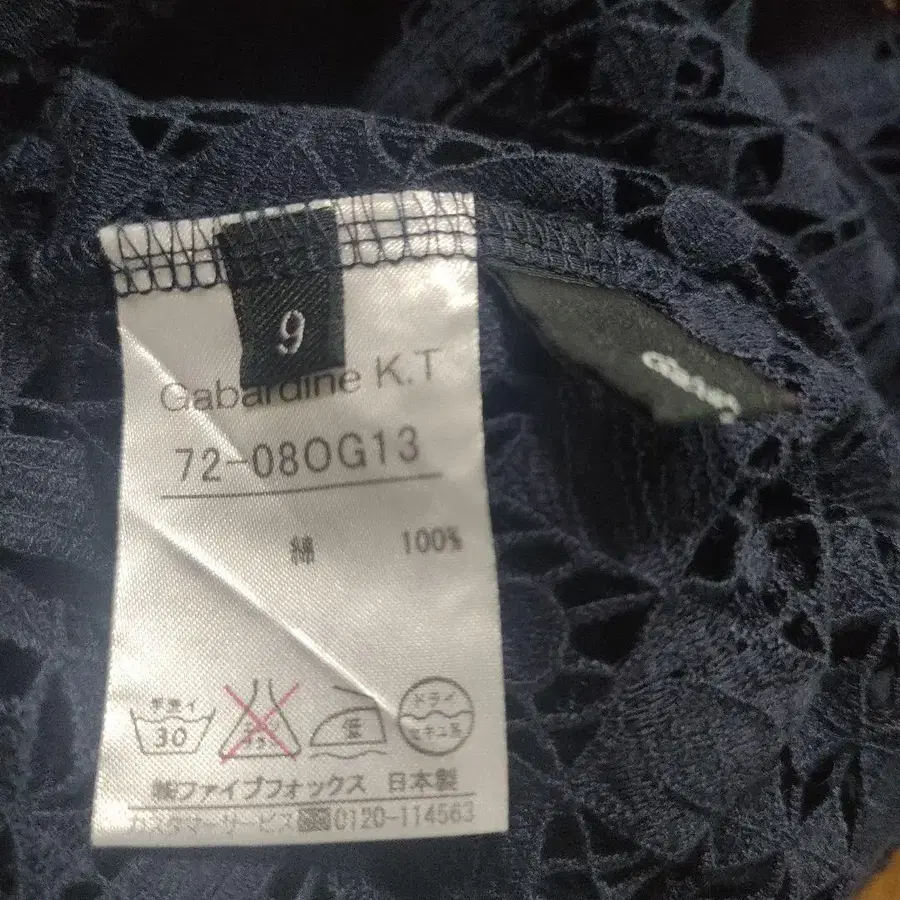 9
Gabardine K.T
72-080G13
綿 100%
手洗イ
30
低
ドライ
セキユ系
㈱ファイブフォックス 日本製
カスタマーサービス 0120-114563